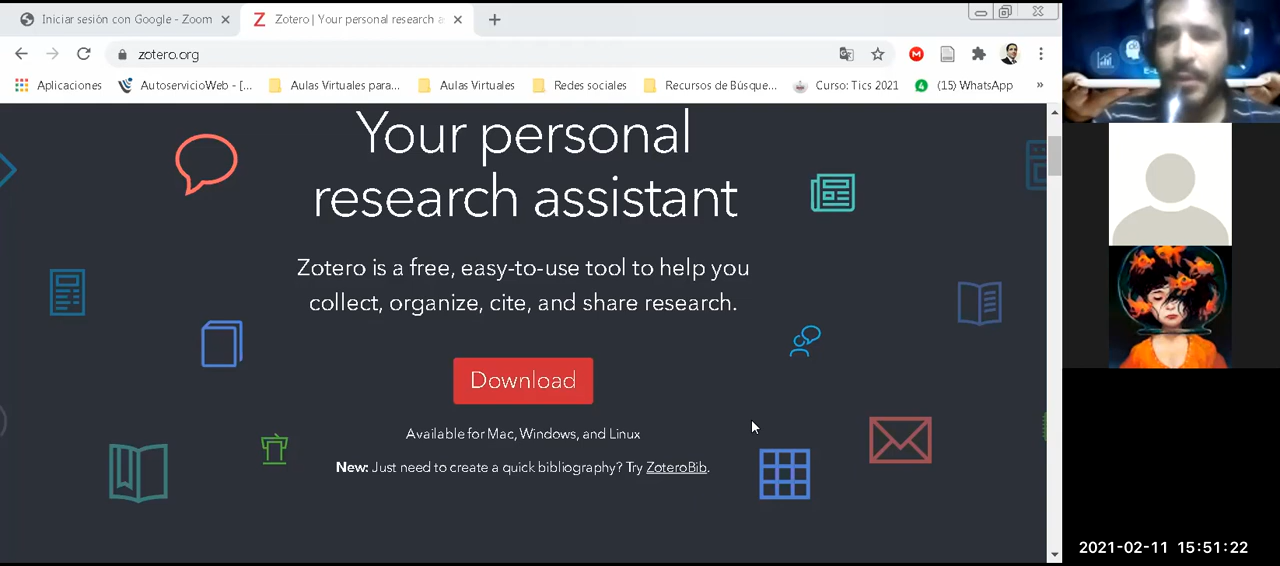 Iniciar sesión con Google - Zoom
Zotero | Your personal research a
zotero.org
Aplicaciones
AutoservicioWeb - [...
Aulas Virtuales para...
Aulas Virtuales
Redes sociales
Recursos de Búsque...
Curso: Tics 2021
(15) WhatsApp
»
Your personal
research assistant
Zotero is a free, easy-to-use tool to help you
collect, organize, cite, and share research.
Download
Available for Mac, Windows, and Linux
New: Just need to create a quick bibliography? Try ZoteroBib.
2021-02-11 15:51:22